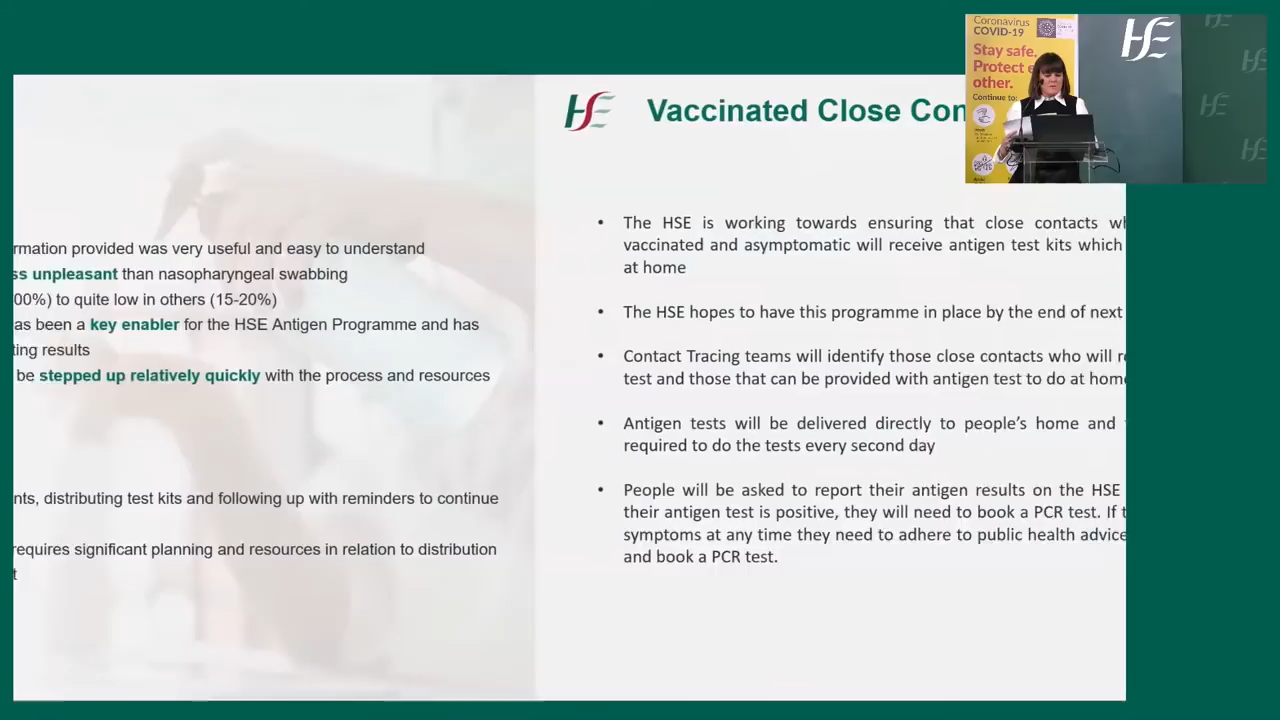 rmation provided was very useful and easy to understand
ss unpleasant than nasopharyngeal swabbing
00%) to quite low in others (15-20%)
as been a key enabler for the HSE Antigen Programme and has
ting results
be stepped up relatively quickly with the process and resources
nts, distributing test kits and following up with reminders to continue
requires significant planning and resources in relation to distribution
t
HSE
Vaccinated Close Con
• The HSE is working towards ensuring that close contacts wh
vaccinated and asymptomatic will receive antigen test kits which
at home
• The HSE hopes to have this programme in place by the end of next
• Contact Tracing teams will identify those close contacts who will r
test and those that can be provided with antigen test to do at home
• Antigen tests will be delivered directly to people's home and
required to do the tests every second day
• People will be asked to report their antigen results on the HSE
their antigen test is positive, they will need to book a PCR test. If t
symptoms at any time they need to adhere to public health advice
and book a PCR test.
Coronavirus
COVID-19
Stay safe.
Protect e
other.
Continue to:
HSE
HSE
HSE
HSE
HSE